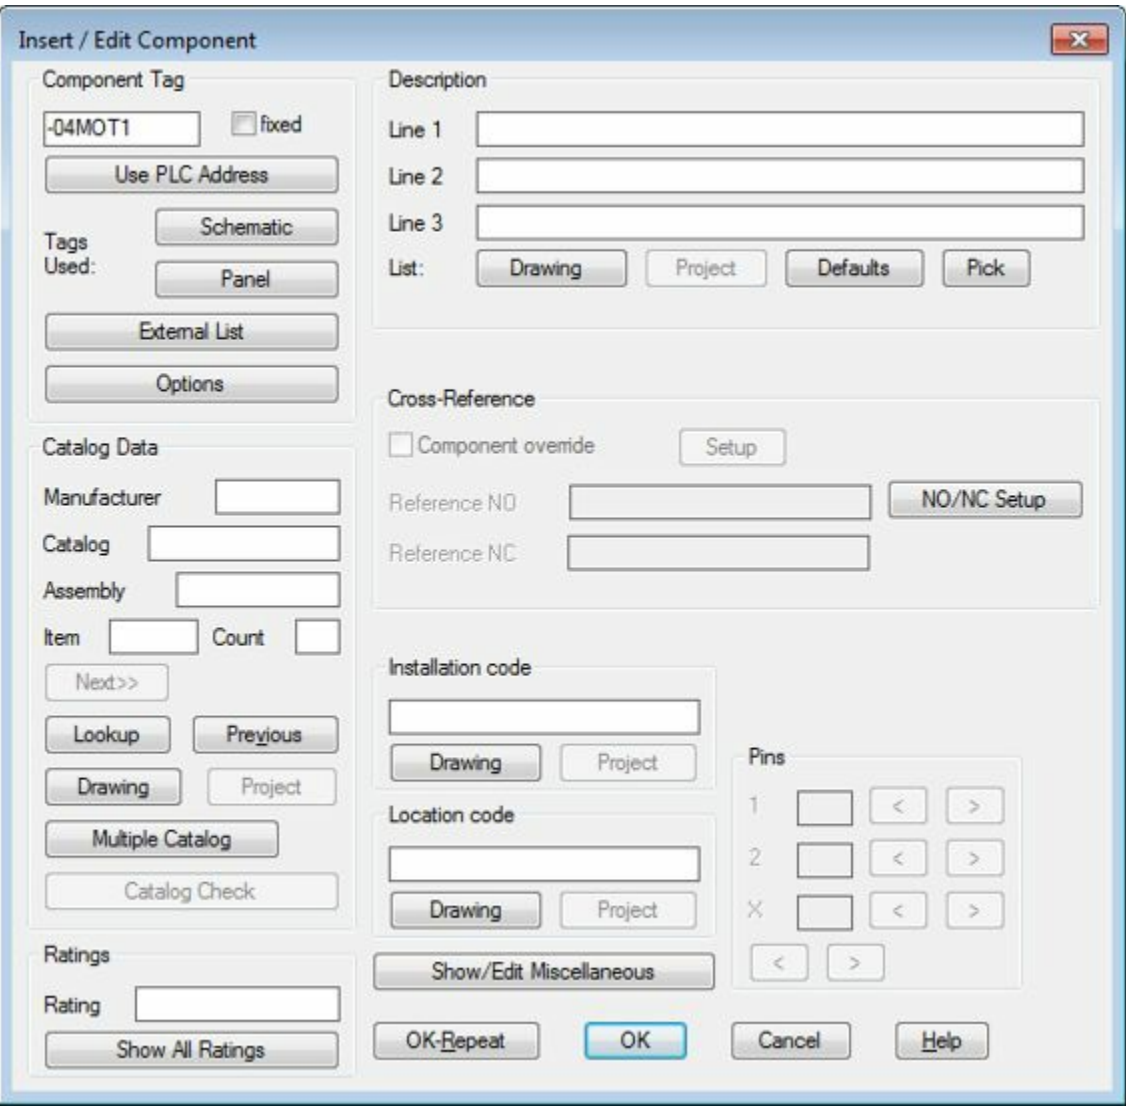 Insert / Edit Component
Component Tag
-04MOT1
fixed
Use PLC Address
Tags Used:
Schematic
Panel
External List
Options
Description
Line 1
Line 2
Line 3
List:
Drawing
Project
Defaults
Pick
Catalog Data
Manufacturer
Catalog
Assembly
Item
Count
Next>>
Lookup
Previous
Drawing
Project
Multiple Catalog
Catalog Check
Ratings
Rating
Show All Ratings
Cross-Reference
Component override
Setup
Reference NO
NO/NC Setup
Reference NC
Installation code
Drawing
Project
Location code
Drawing
Project
Show/Edit Miscellaneous
Pins
1
<
>
2
<
>
X
<
>
<
>
OK-Repeat
OK
Cancel
Help